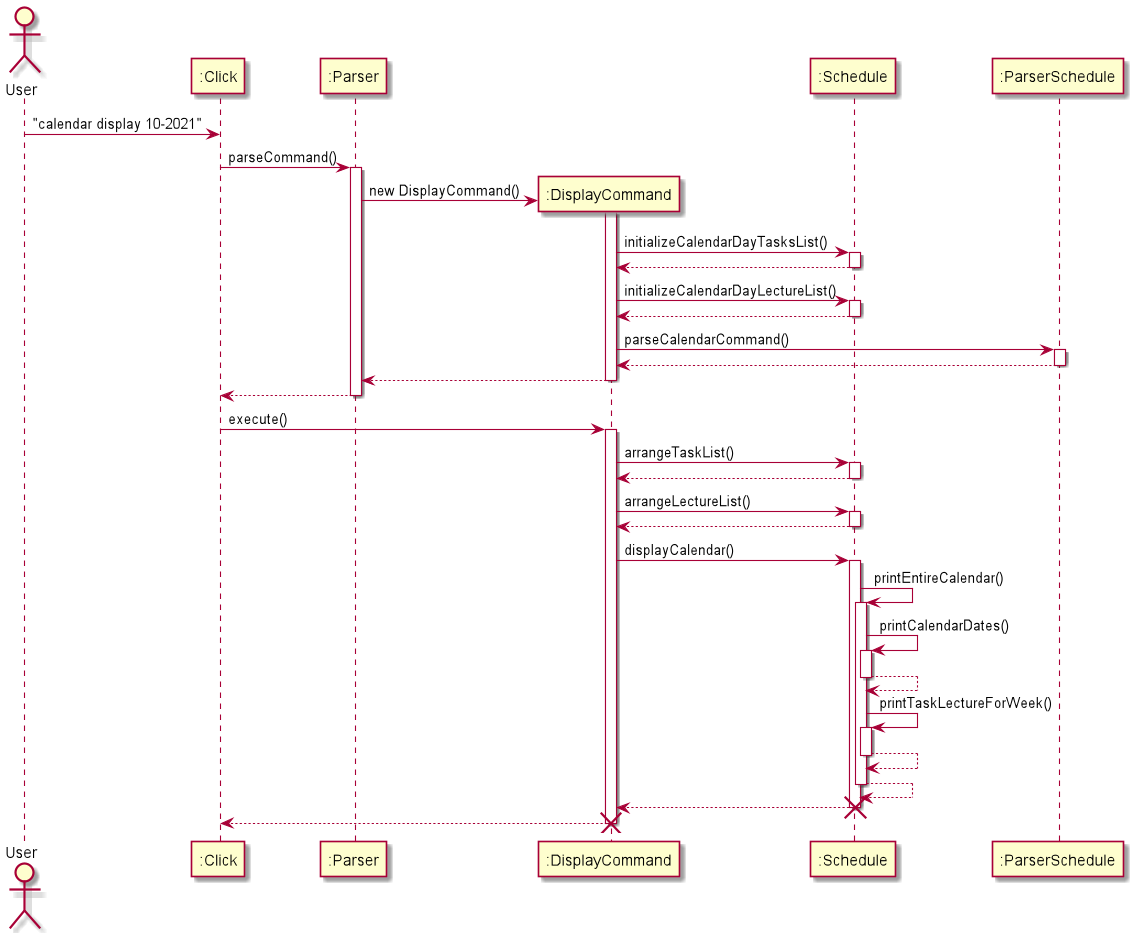 User
:Click
:Parser
:Schedule
:ParserSchedule
"calendar display 10-2021"
parseCommand()
new DisplayCommand()
:DisplayCommand
initializeCalendarDayTasksList()
initializeCalendarDayLectureList()
parseCalendarCommand()
execute()
arrangeTaskList()
arrangeLectureList()
displayCalendar()
printEntireCalendar()
printCalendarDates()
printTaskLectureForWeek()
User
:Click
:Parser
:DisplayCommand
:Schedule
:ParserSchedule